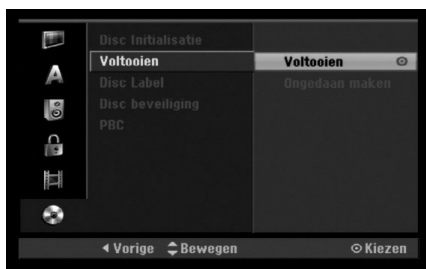 Disc Initialisatie
Voltooien
Voltooien
Disc Label
Ongedaan maken
Disc beveiliging
PBC
A
Vorige Bewegen
Kiezen